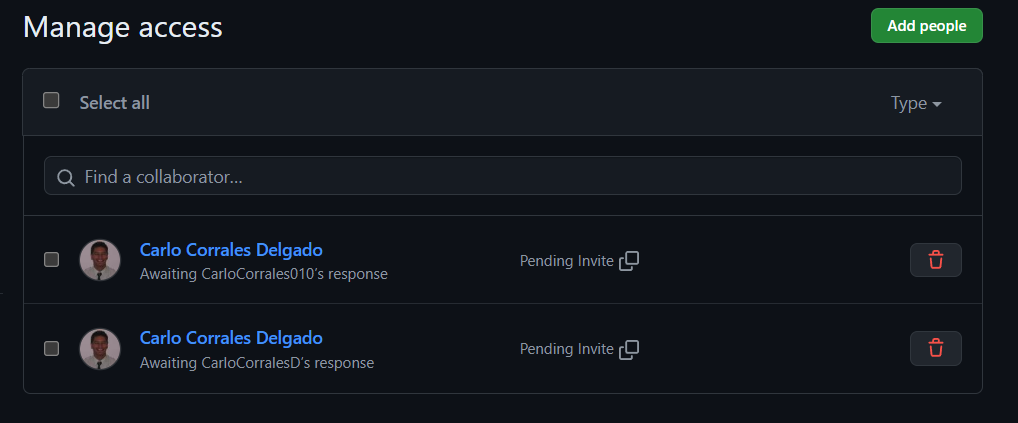 Manage access
Add people
Select all
Type
Find a collaborator...
Carlo Corrales Delgado
Awaiting CarloCorrales010's response
Pending Invite
Carlo Corrales Delgado
Awaiting CarloCorralesD's response
Pending Invite